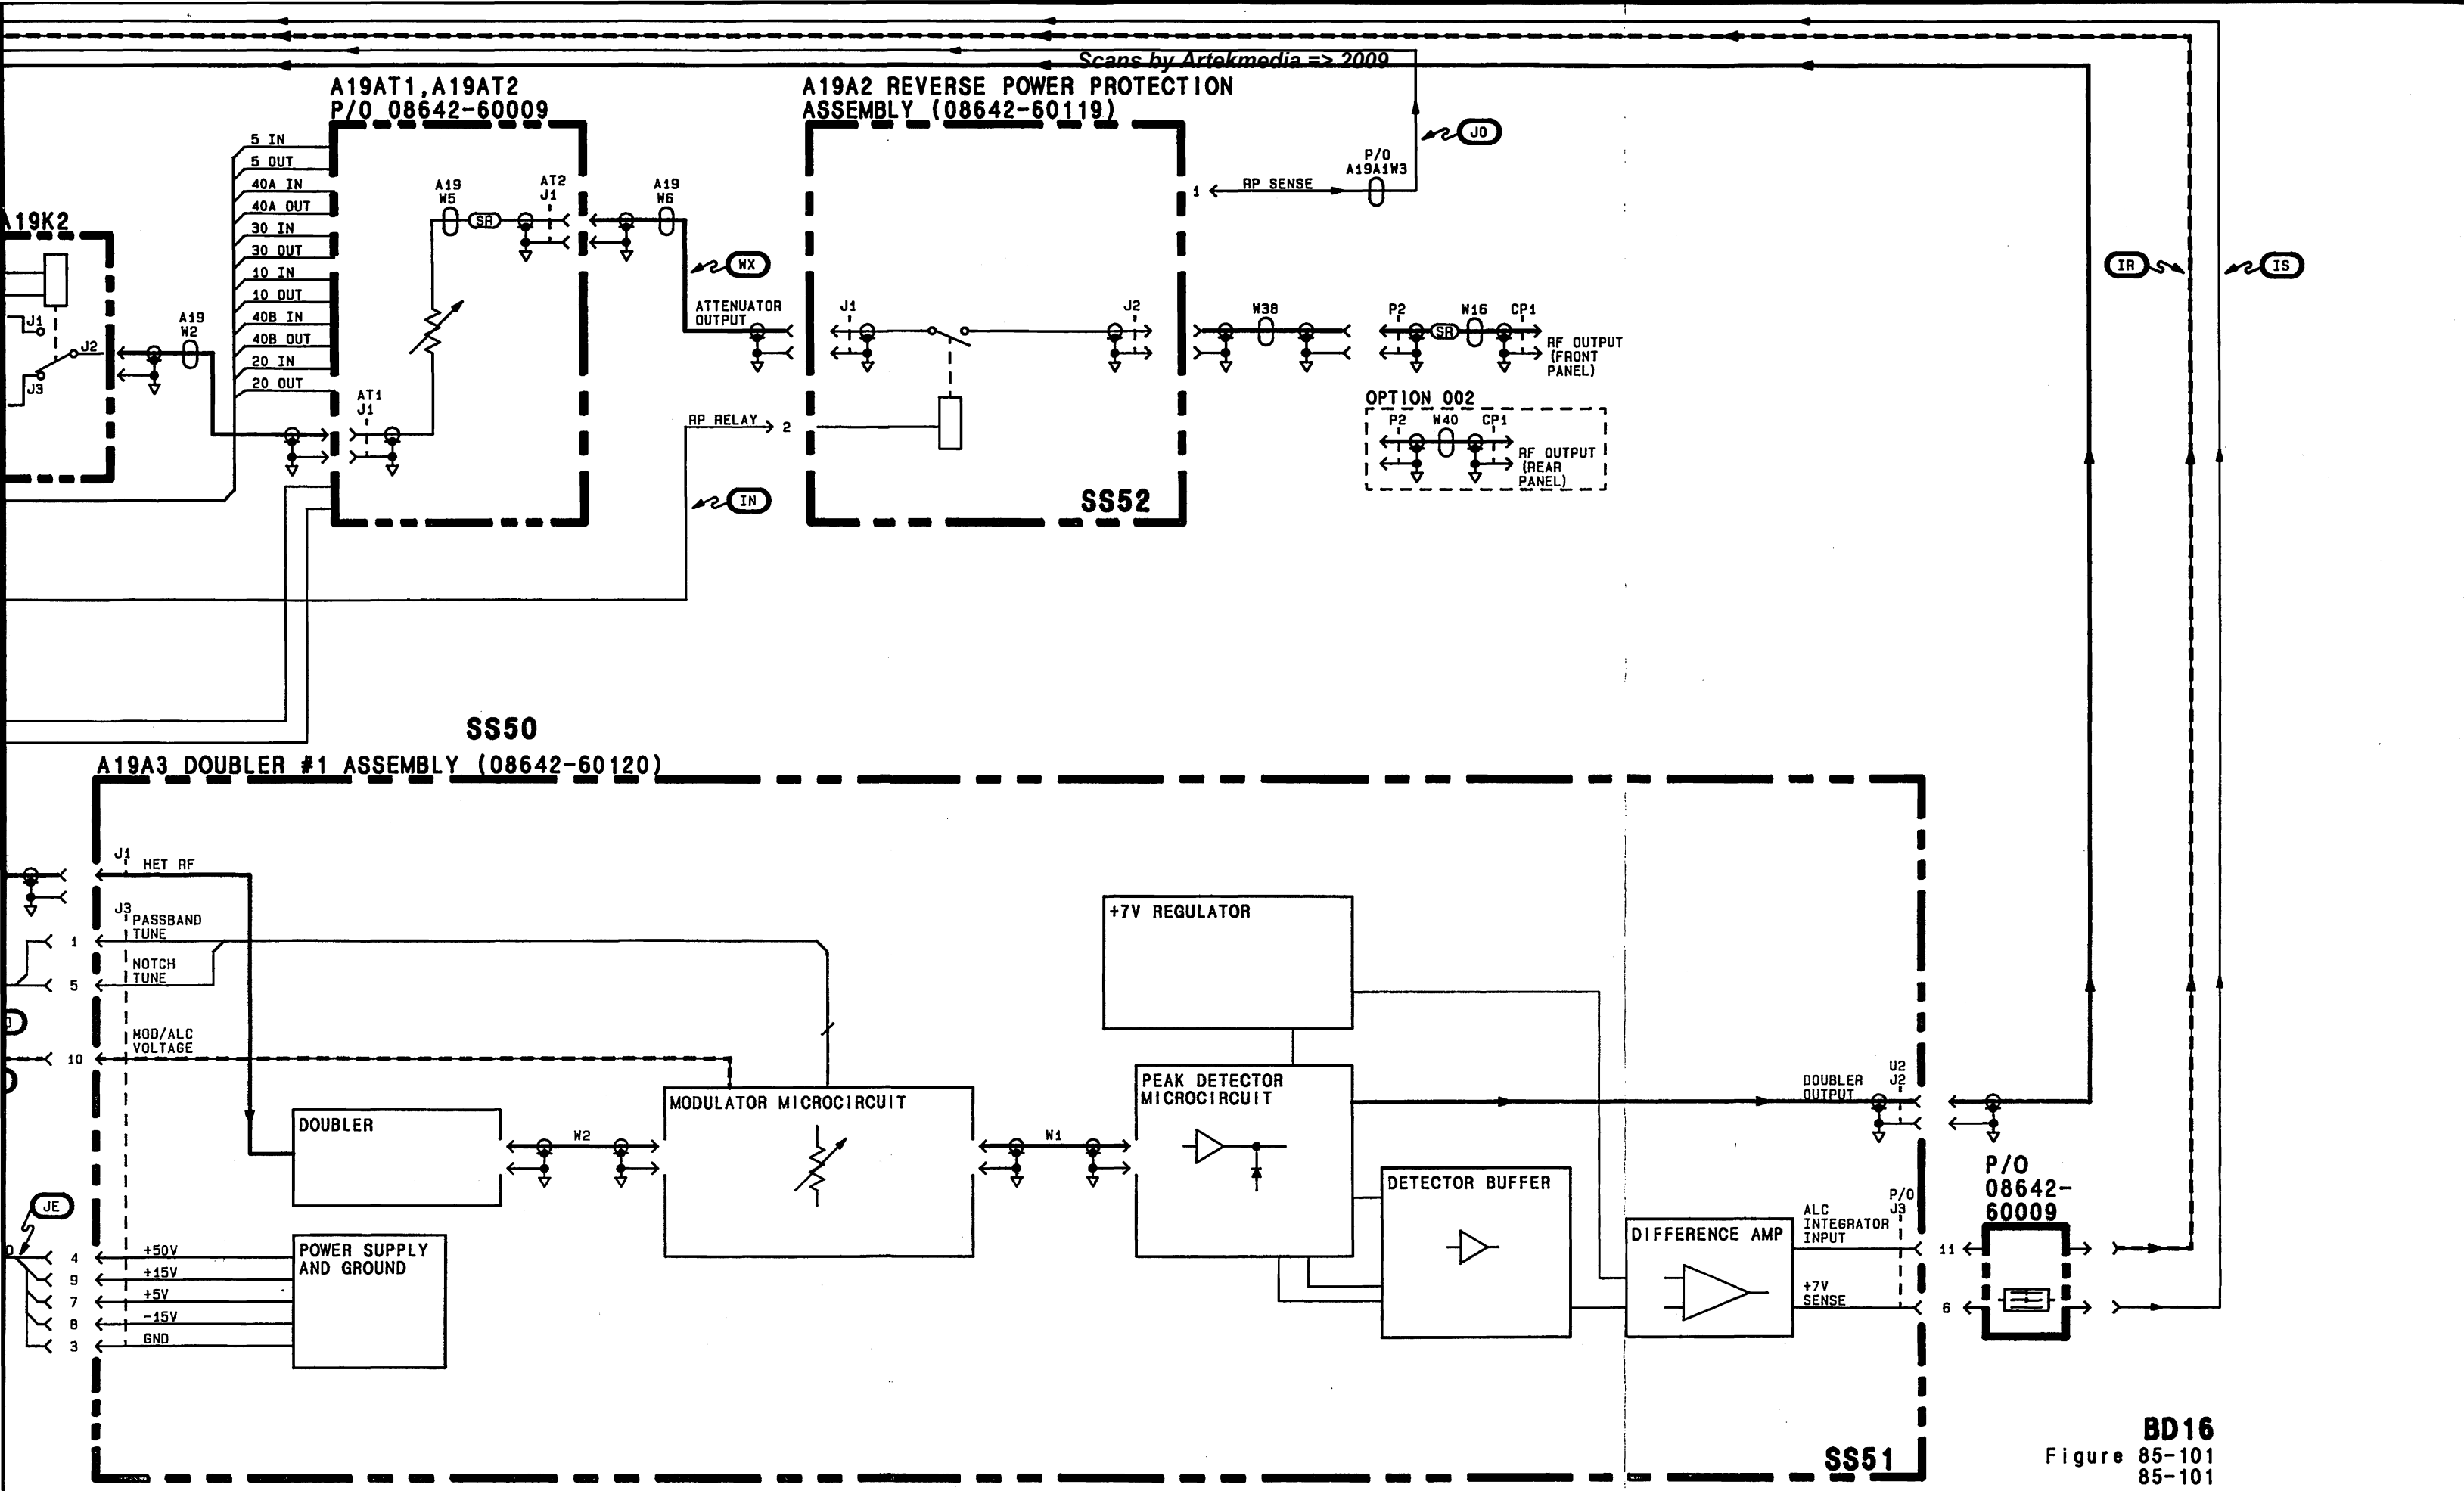 Scans by Artekmedia => 2009
A19AT1,A19AT2
P/O 08642-60009
A19A2 REVERSE POWER PROTECTION
ASSEMBLY (08642-60119)
5 IN
5 OUT
40A IN
40A OUT
30 IN
30 OUT
10 IN
10 OUT
40B IN
40B OUT
20 IN
20 OUT
A19K2
J1
J2
J3
A19
W2
AT1
J1
A19
W5
SR
AT2
J1
A19
W6
WX
ATTENUATOR
OUTPUT
RP RELAY
2
IN
J1
J2
SS52
1
RP SENSE
P/O
A19A1W3
JO
W38
P2
SR
W16
CP1
RF OUTPUT
(FRONT
PANEL)
OPTION 002
P2
W40
CP1
RF OUTPUT
(REAR
PANEL)
IR
IS
SS50
A19A3 DOUBLER #1 ASSEMBLY (08642-60120)
J1
HET RF
J3
PASSBAND
TUNE
1
NOTCH
TUNE
5
MOD/ALC
VOLTAGE
10
DOUBLER
W2
MODULATOR MICROCIRCUIT
W1
+7V REGULATOR
PEAK DETECTOR
MICROCIRCUIT
DETECTOR BUFFER
DIFFERENCE AMP
DOUBLER
OUTPUT
U2
J2
ALC
INTEGRATOR
INPUT
P/O
J3
11
+7V
SENSE
6
P/O
08642-
60009
JE
4
+50V
9
+15V
7
+5V
8
-15V
3
GND
POWER SUPPLY
AND GROUND
SS51
BD16
Figure 85-101
85-101